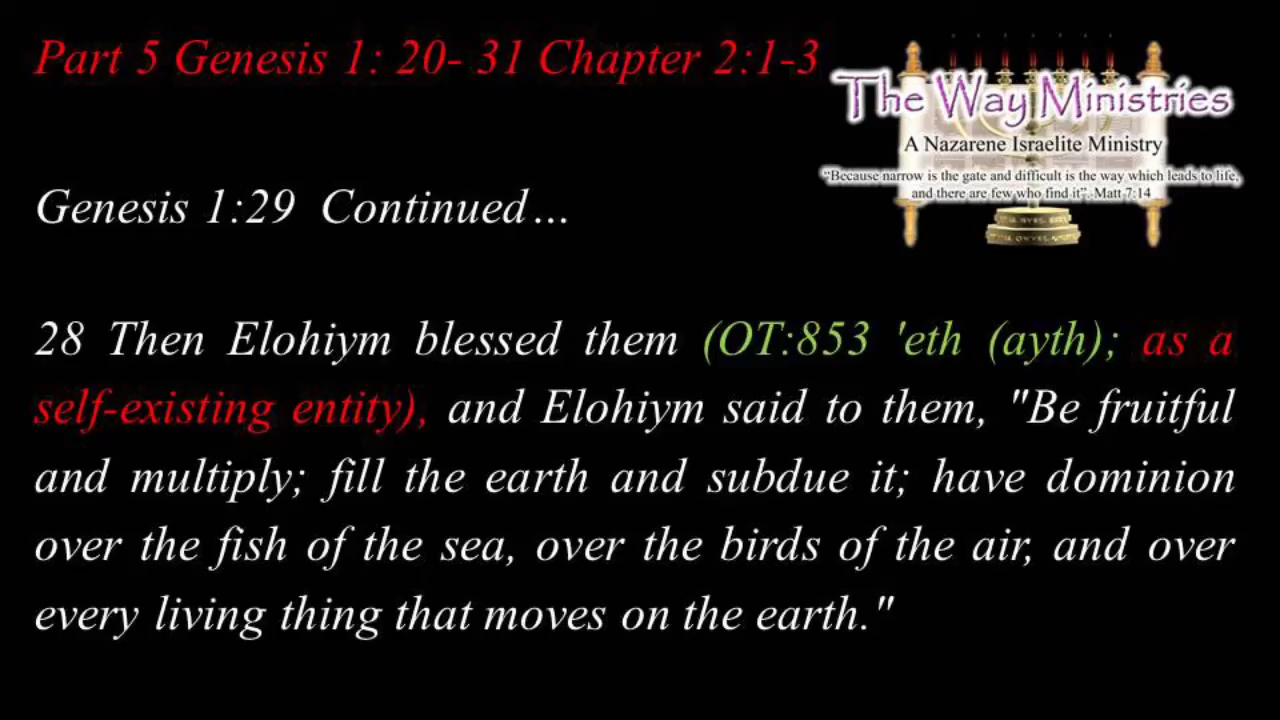 Part 5 Genesis 1: 20- 31 Chapter 2:1-3
The Way Ministries
A Nazarene Israelite Ministry
"Because narrow is the gate and difficult is the way which leads to life,
and there are few who find it". Matt 7:14
Genesis 1:29 Continued...
28 Then Elohiym blessed them (OT:853 'eth (ayth); as a
self-existing entity), and Elohiym said to them, "Be fruitful
and multiply; fill the earth and subdue it; have dominion
over the fish of the sea, over the birds of the air, and over
every living thing that moves on the earth."